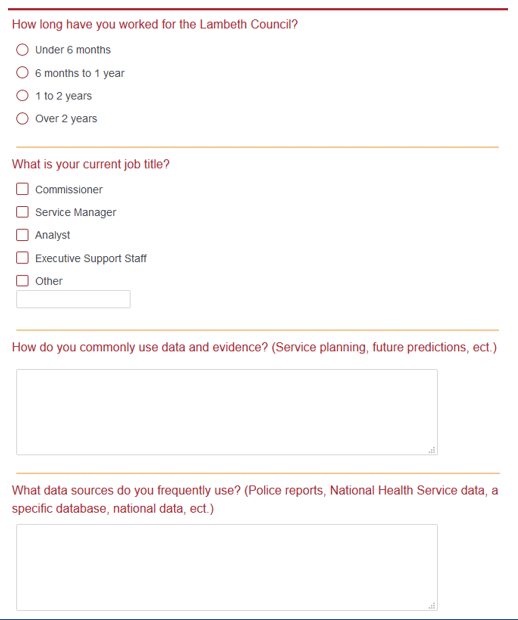 How long have you worked for the Lambeth Council?
Under 6 months
6 months to 1 year
1 to 2 years
Over 2 years
What is your current job title?
Commissioner
Service Manager
Analyst
Executive Support Staff
Other
How do you commonly use data and evidence? (Service planning, future predictions, ect.)
What data sources do you frequently use? (Police reports, National Health Service data, a
specific database, national data, ect.)